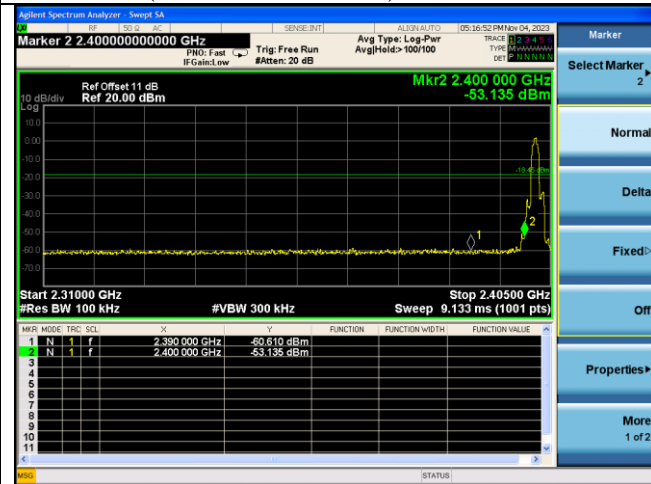 Agilent Spectrum Analyzer - Swept SA
RF 50 Ω AC SENSE:INT ALIGN AUTO 05:16:52 PM Nov 04, 2023
Marker 2 2.400000000000 GHz
PNO: Fast
IFGain:Low
Trig: Free Run
#Atten: 20 dB
Avg Type: Log-Pwr
Avg|Hold:> 100/100
TRACE 1 2 3 4 5 6
TYPE
DET P N N N N N
Ref Offset 11 dB
Ref 20.00 dBm
10 dB/div
Log
Mkr2 2.400 000 GHz
-53.135 dBm
10.0
0.00
-10.0
-20.0
-30.0
-40.0
-50.0
-60.0
-70.0
1
2
Start 2.31000 GHz Stop 2.40500 GHz
#Res BW 100 kHz #VBW 300 kHz Sweep 9.133 ms (1001 pts)
MKR MODE TRC SCL X Y FUNCTION FUNCTION WIDTH FUNCTION VALUE
1 N 1 f 2.390 000 GHz -60.610 dBm
2 N 1 f 2.400 000 GHz -53.135 dBm
3
4
5
6
7
8
9
10
11
MSG STATUS
Marker
Select Marker
2
Normal
Delta
Fixed
Off
Properties
More
1 of 2